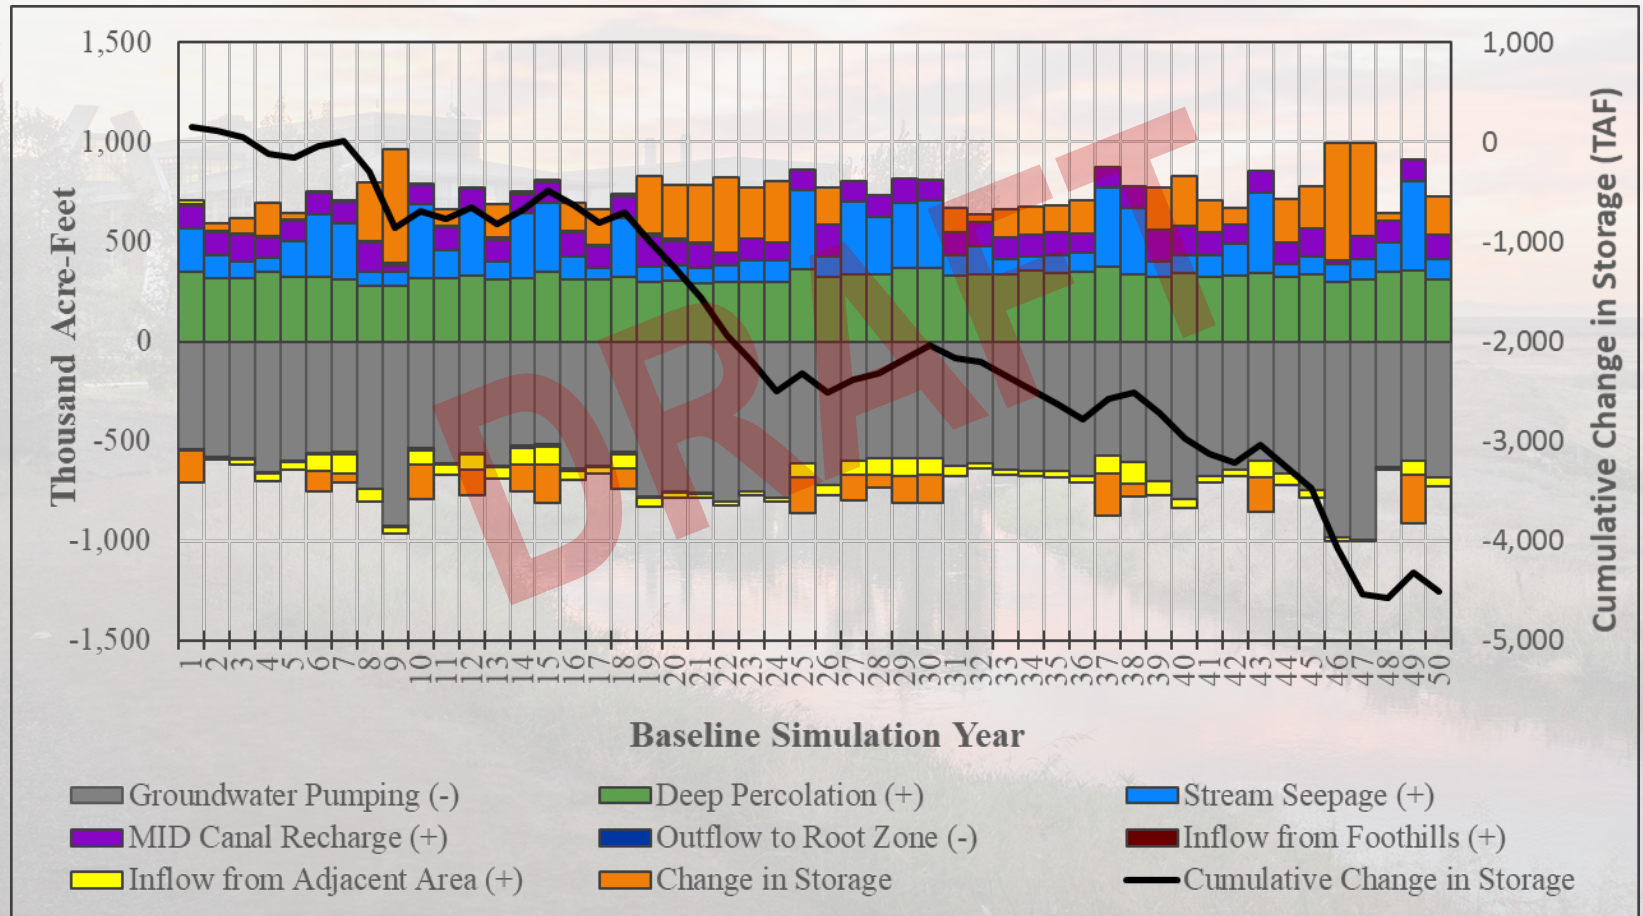 1,500
1,000
500
0
-500
-1,000
-1,500
Thousand Acre-Feet
1,000
0
-1,000
-2,000
-3,000
-4,000
-5,000
Cumulative Change in Storage (TAF)
DRAFT
1 2 3 4 5 6 7 8 9 10 11 12 13 14 15 16 17 18 19 20 21 22 23 24 25 26 27 28 29 30 31 32 33 34 35 36 37 38 39 40 41 42 43 44 45 46 47 48 49 50
Baseline Simulation Year
Groundwater Pumping (-) Deep Percolation (+) Stream Seepage (+)
MID Canal Recharge (+) Outflow to Root Zone (-) Inflow from Foothills (+)
Inflow from Adjacent Area (+) Change in Storage Cumulative Change in Storage